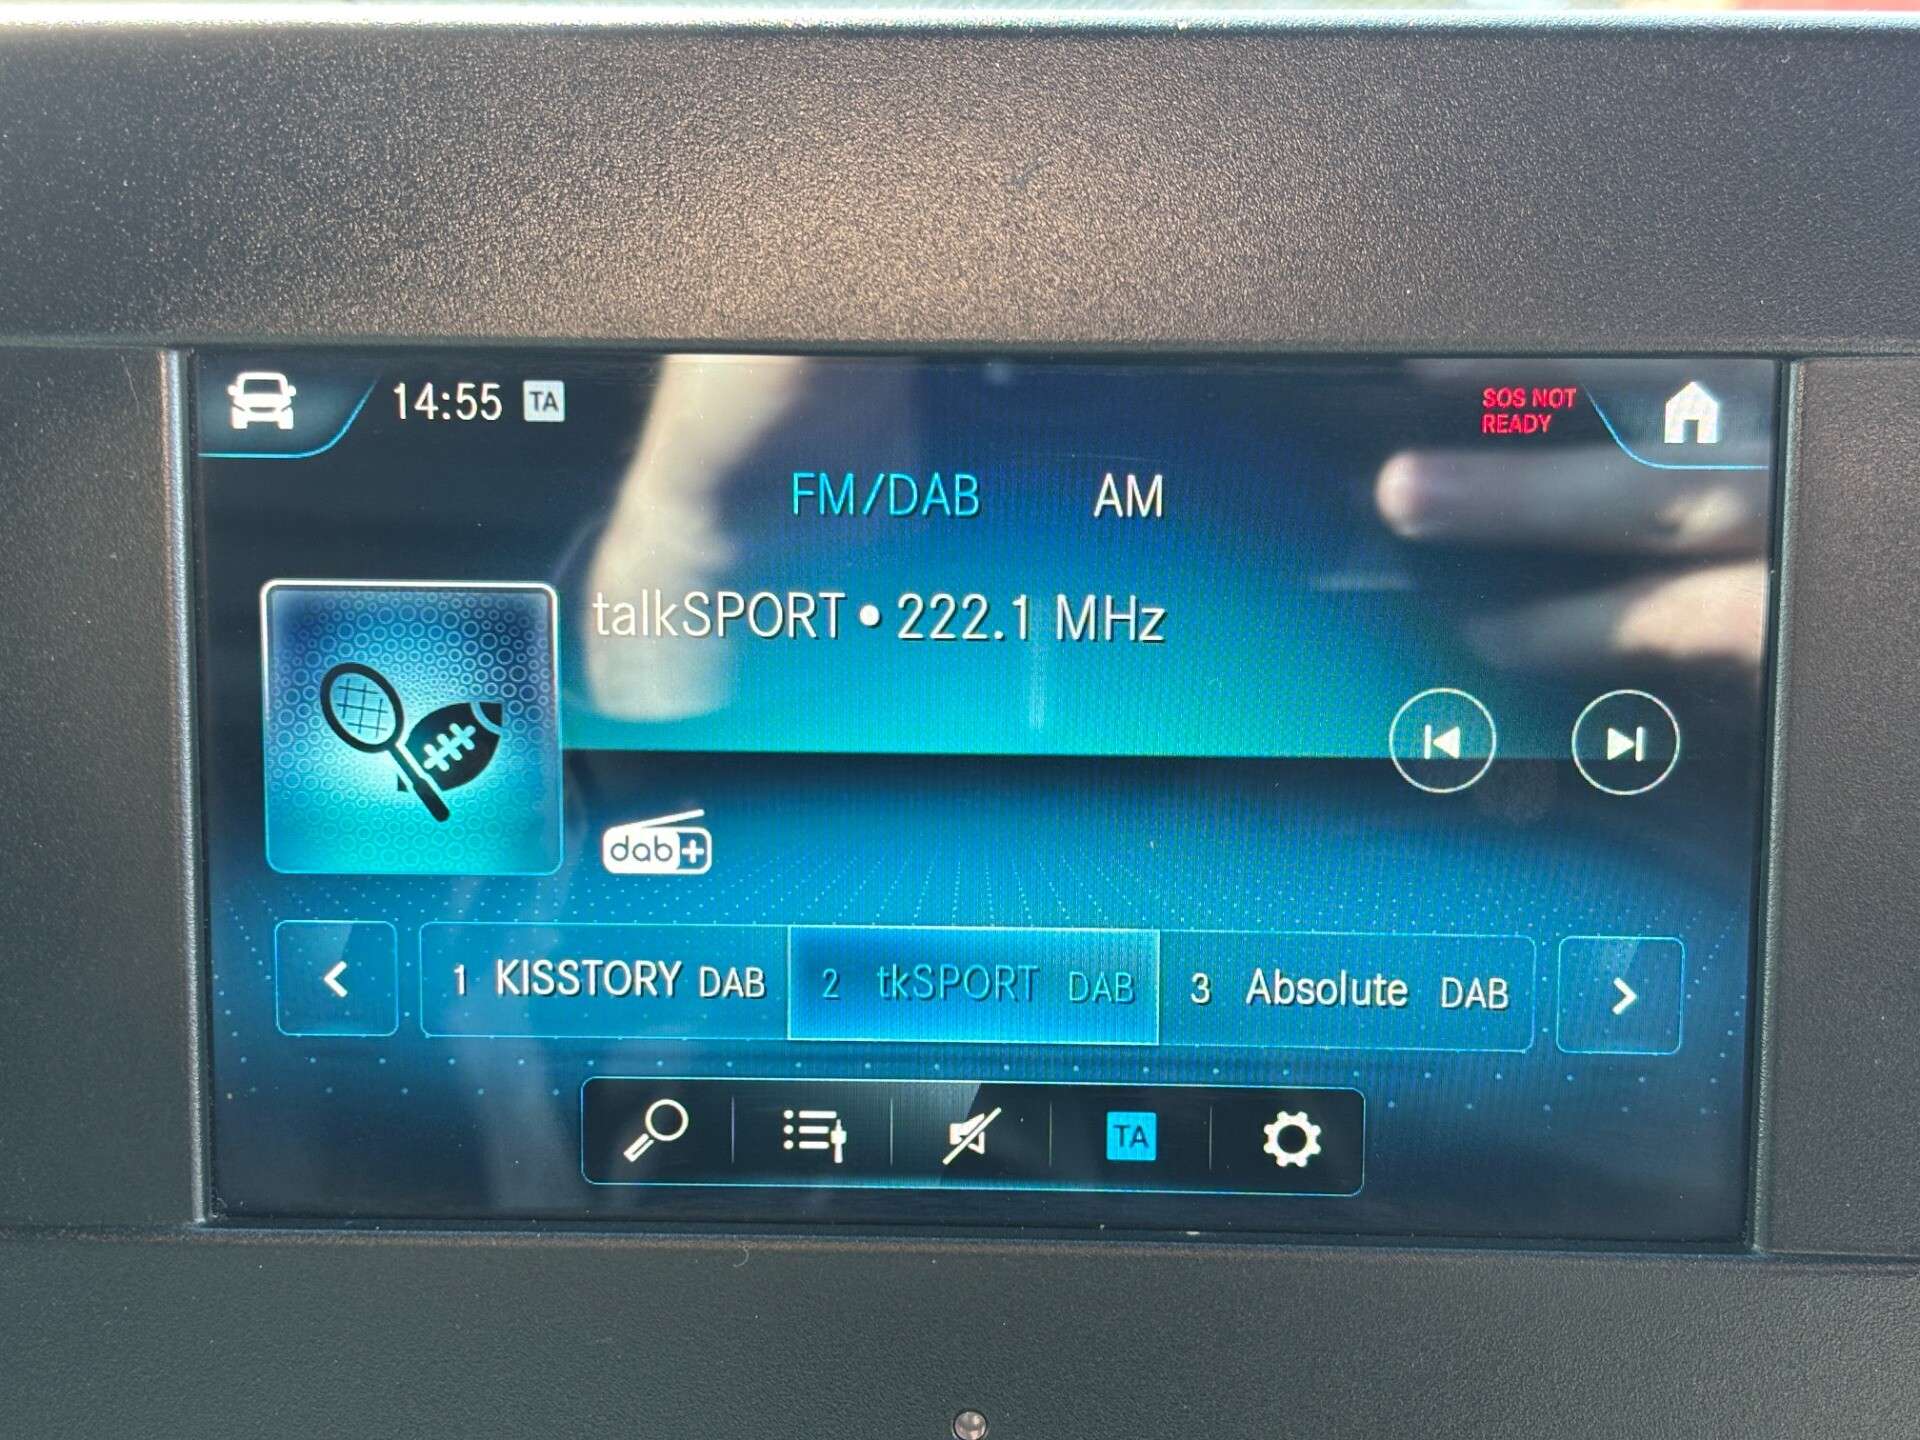 14:55 TA
SOS NOT
READY
FM/DAB AM
talkSPORT • 222.1 MHz
dab+
1 KISSTORY DAB
2 tkSPORT DAB
3 Absolute DAB
TA